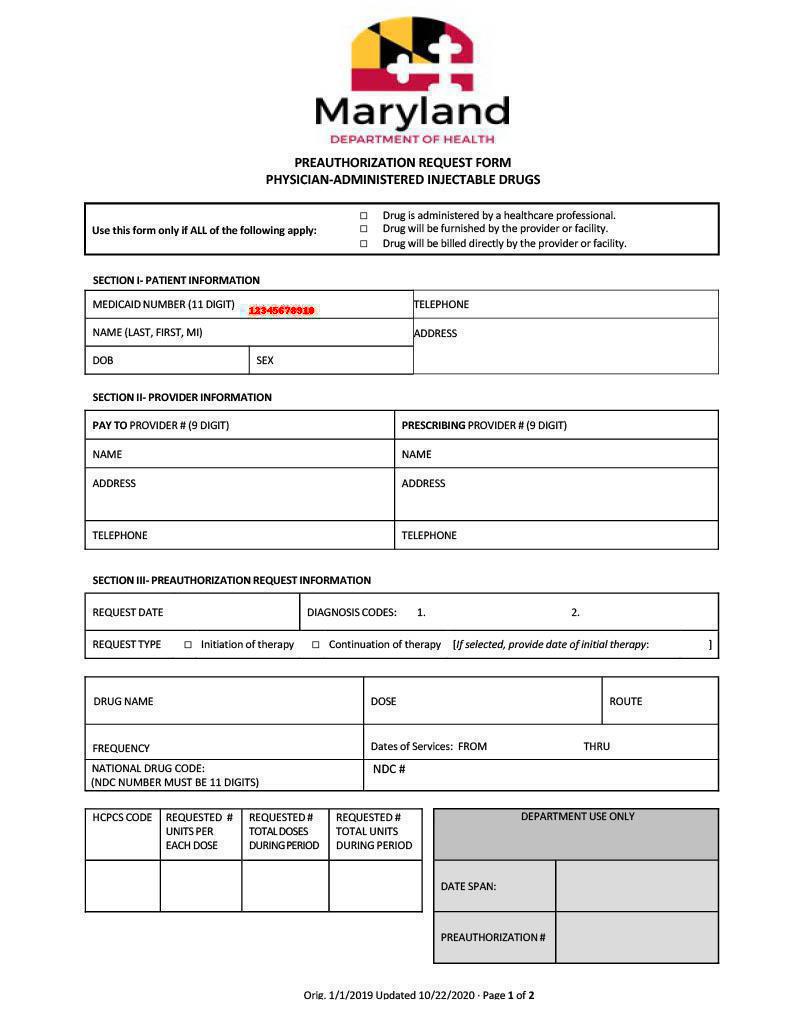 Maryland
DEPARTMENT OF HEALTH
PREAUTHORIZATION REQUEST FORM
PHYSICIAN-ADMINISTERED INJECTABLE DRUGS
Use this form only if ALL of the following apply:
☐ Drug is administered by a healthcare professional.
☐ Drug will be furnished by the provider or facility.
☐ Drug will be billed directly by the provider or facility.
SECTION I- PATIENT INFORMATION
MEDICAID NUMBER (11 DIGIT) 12345678910
TELEPHONE
NAME (LAST, FIRST, MI)
ADDRESS
DOB SEX
SECTION II- PROVIDER INFORMATION
PAY TO PROVIDER # (9 DIGIT) PRESCRIBING PROVIDER # (9 DIGIT)
NAME NAME
ADDRESS ADDRESS
TELEPHONE TELEPHONE
SECTION III- PREAUTHORIZATION REQUEST INFORMATION
REQUEST DATE DIAGNOSIS CODES: 1. 2.
REQUEST TYPE ☐ Initiation of therapy ☐ Continuation of therapy [If selected, provide date of initial therapy: ]
DRUG NAME DOSE ROUTE
FREQUENCY Dates of Services: FROM THRU
NATIONAL DRUG CODE:
(NDC NUMBER MUST BE 11 DIGITS)
NDC #
HCPCS CODE
REQUESTED #
UNITS PER
EACH DOSE
REQUESTED #
TOTAL DOSES
DURING PERIOD
REQUESTED #
TOTAL UNITS
DURING PERIOD
DEPARTMENT USE ONLY
DATE SPAN:
PREAUTHORIZATION #
Orig. 1/1/2019 Updated 10/22/2020 · Page 1 of 2